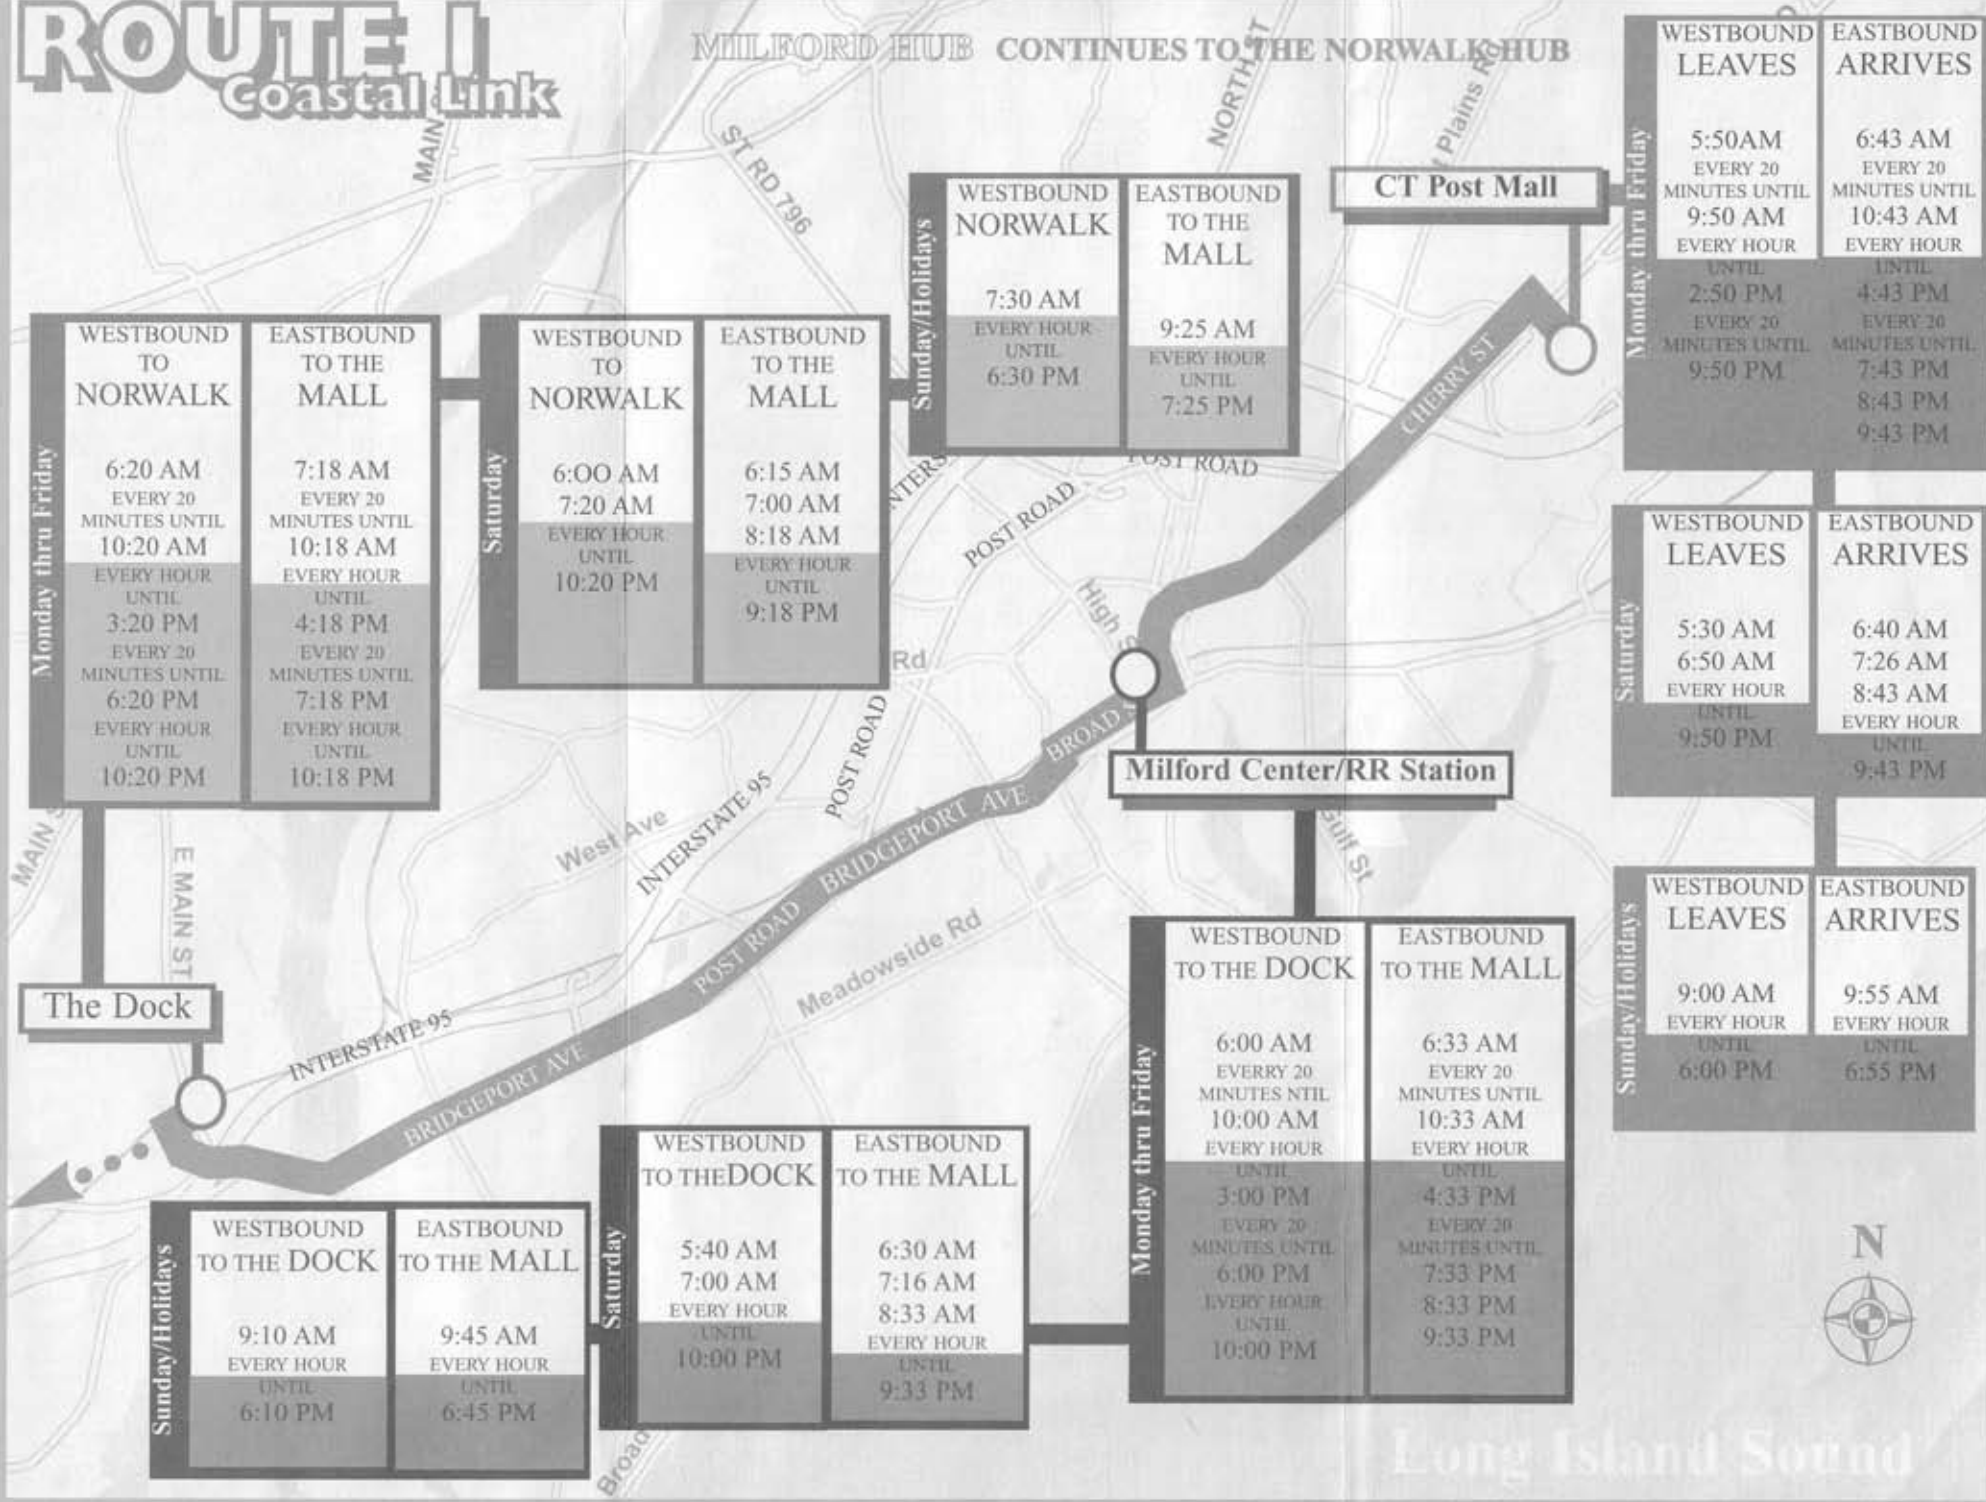 ROUTE 1
Coastal Link
MILFORD HUB CONTINUES TO THE NORWALK HUB
MAIN
ST RD 796
NORTH ST
t Plains Rd
CT Post Mall
Monday thru Friday
WESTBOUND
LEAVES
5:50AM
EVERY 20
MINUTES UNTIL
9:50 AM
EVERY HOUR
UNTIL
2:50 PM
EVERY 20
MINUTES UNTIL
9:50 PM
EASTBOUND
ARRIVES
6:43 AM
EVERY 20
MINUTES UNTIL
10:43 AM
EVERY HOUR
UNTIL
4:43 PM
EVERY 20
MINUTES UNTIL
7:43 PM
8:43 PM
9:43 PM
Saturday
WESTBOUND
LEAVES
5:30 AM
6:50 AM
EVERY HOUR
UNTIL
9:50 PM
EASTBOUND
ARRIVES
6:40 AM
7:26 AM
8:43 AM
EVERY HOUR
UNTIL
9:43 PM
Sunday/Holidays
WESTBOUND
LEAVES
9:00 AM
EVERY HOUR
UNTIL
6:00 PM
EASTBOUND
ARRIVES
9:55 AM
EVERY HOUR
UNTIL
6:55 PM
Sunday/Holidays
WESTBOUND
NORWALK
7:30 AM
EVERY HOUR
UNTIL
6:30 PM
EASTBOUND
TO THE
MALL
9:25 AM
EVERY HOUR
UNTIL
7:25 PM
Monday thru Friday
WESTBOUND
TO
NORWALK
6:20 AM
EVERY 20
MINUTES UNTIL
10:20 AM
EVERY HOUR
UNTIL
3:20 PM
EVERY 20
MINUTES UNTIL
6:20 PM
EVERY HOUR
UNTIL
10:20 PM
EASTBOUND
TO THE
MALL
7:18 AM
EVERY 20
MINUTES UNTIL
10:18 AM
EVERY HOUR
UNTIL
4:18 PM
EVERY 20
MINUTES UNTIL
7:18 PM
EVERY HOUR
UNTIL
10:18 PM
Saturday
WESTBOUND
TO
NORWALK
6:OO AM
7:20 AM
EVERY HOUR
UNTIL
10:20 PM
EASTBOUND
TO THE
MALL
6:15 AM
7:00 AM
8:18 AM
EVERY HOUR
UNTIL
9:18 PM
CHERRY ST
POST ROAD
NTERS
POST ROAD
High S
Rd
POST ROAD
BROAD S
Milford Center/RR Station
INTERSTATE 95
West Ave
BRIDGEPORT AVE
Gulf St
MAIN S
E MAIN ST
POST ROAD
Meadowside Rd
The Dock
INTERSTATE 95
BRIDGEPORT AVE
Monday thru Friday
WESTBOUND
TO THE DOCK
6:00 AM
EVERRY 20
MINUTES NTIL
10:00 AM
EVERY HOUR
UNTIL
3:00 PM
EVERY 20
MINUTES UNTIL
6:00 PM
EVERY HOUR
UNTIL
10:00 PM
EASTBOUND
TO THE MALL
6:33 AM
EVERY 20
MINUTES UNTIL
10:33 AM
EVERY HOUR
UNTIL
4:33 PM
EVERY 20
MINUTES UNTIL
7:33 PM
8:33 PM
9:33 PM
Saturday
WESTBOUND
TO THEDOCK
5:40 AM
7:00 AM
EVERY HOUR
UNTIL
10:00 PM
EASTBOUND
TO THE MALL
6:30 AM
7:16 AM
8:33 AM
EVERY HOUR
UNTIL
9:33 PM
Sunday/Holidays
WESTBOUND
TO THE DOCK
9:10 AM
EVERY HOUR
UNTIL
6:10 PM
EASTBOUND
TO THE MALL
9:45 AM
EVERY HOUR
UNTIL
6:45 PM
Broad
N
Long Island Sound